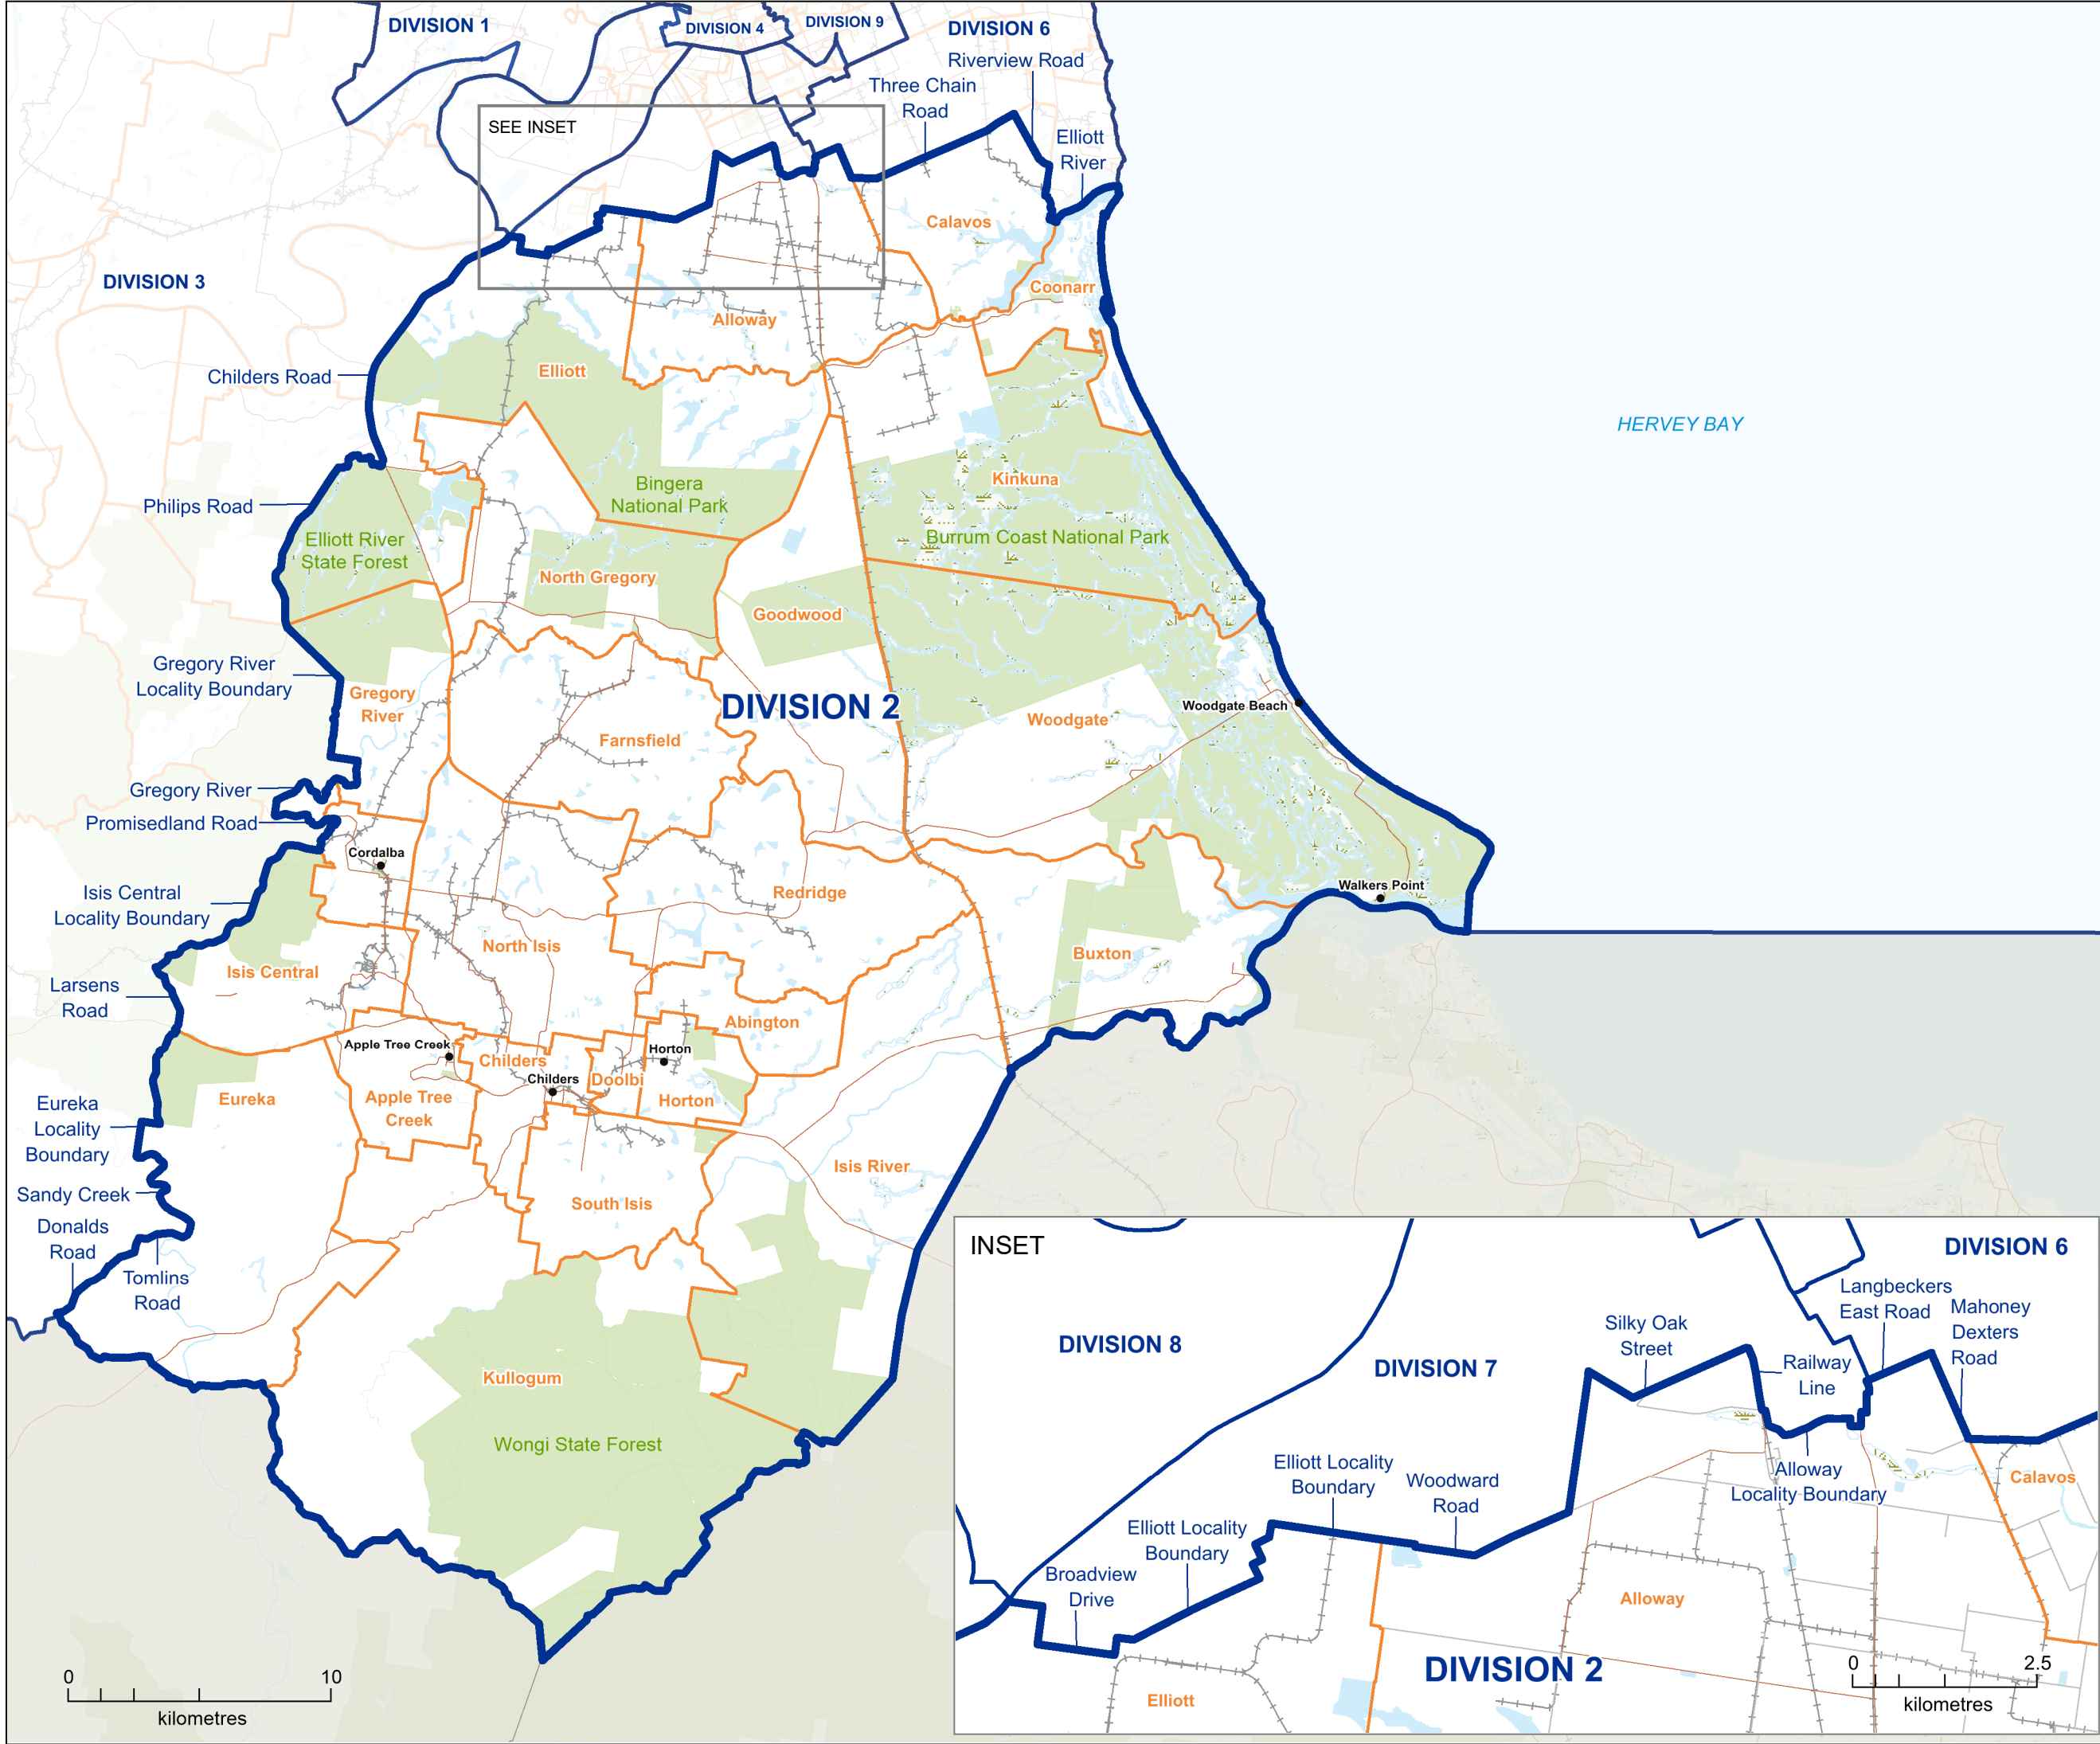 DIVISION 1
DIVISION 4
DIVISION 9
DIVISION 6
Riverview Road
Three Chain
Road
Elliott
River
SEE INSET
DIVISION 3
Calavos
Coonarr
Alloway
Elliott
Childers Road
HERVEY BAY
Bingera
National Park
Kinkuna
Philips Road
Burrum Coast National Park
Elliott River
State Forest
North Gregory
Goodwood
Gregory River
Locality Boundary
Gregory
River
DIVISION 2
Woodgate Beach
Woodgate
Farnsfield
Gregory River
Promisedland Road
Cordalba
Isis Central
Locality Boundary
Redridge
Walkers Point
North Isis
Buxton
Isis Central
Larsens
Road
Abington
Apple Tree Creek
Childers
Horton
Childers
Doolbi
Eureka
Apple Tree
Creek
Horton
Eureka
Locality
Boundary
Isis River
Sandy Creek
South Isis
Donalds
Road
Tomlins
Road
Kullogum
Wongi State Forest
0
10
kilometres
INSET
DIVISION 6
Langbeckers
East Road
Mahoney
Dexters
Road
Silky Oak
Street
DIVISION 8
DIVISION 7
Railway
Line
Elliott Locality
Boundary
Woodward
Road
Alloway
Locality Boundary
Calavos
Elliott Locality
Boundary
Broadview
Drive
Alloway
DIVISION 2
Elliott
0
2.5
kilometres